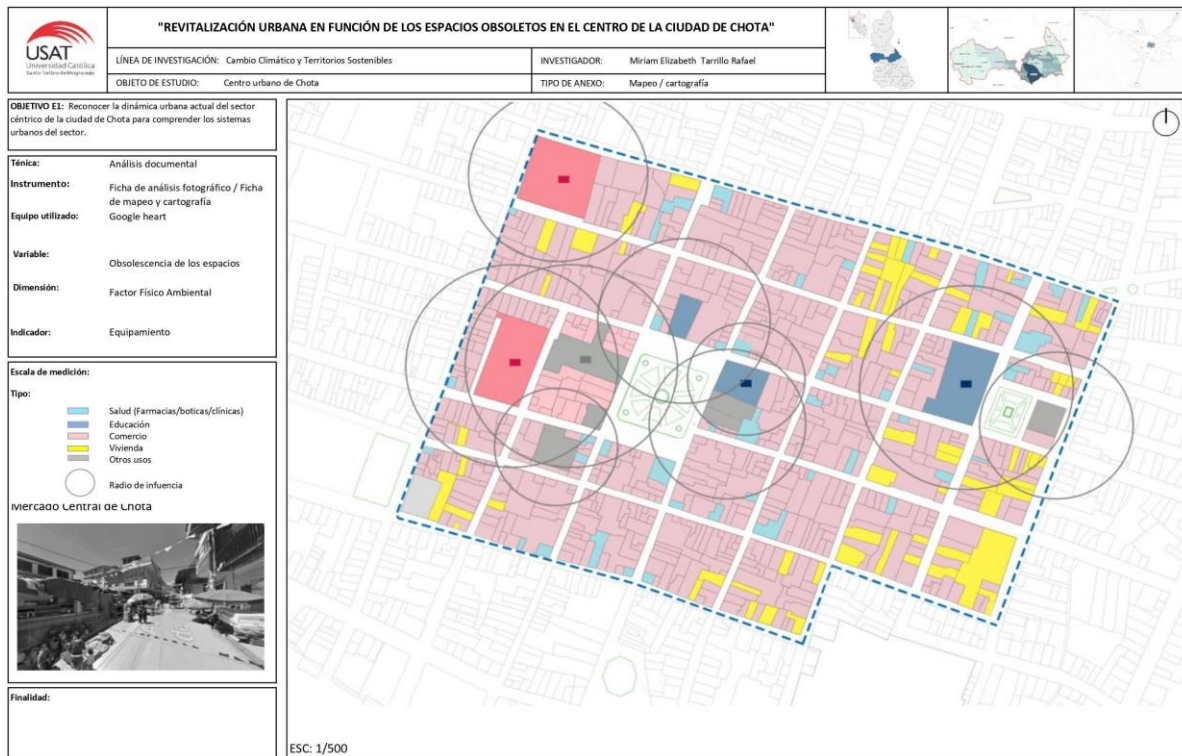 "REVITALIZACIÓN URBANA EN FUNCIÓN DE LOS ESPACIOS OBSOLETOS EN EL CENTRO DE LA CIUDAD DE CHOTA"
USAT
Universidad Católica
Santo Toribio de Mogrovejo
LÍNEA DE INVESTIGACIÓN: Cambio Climático y Territorios Sostenibles
INVESTIGADOR: Miriam Elizabeth Tarrillo Rafael
OBJETO DE ESTUDIO: Centro urbano de Chota
TIPO DE ANEXO: Mapeo / cartografía
OBJETIVO E1: Reconocer la dinámica urbana actual del sector
céntrico de la ciudad de Chota para comprender los sistemas
urbanos del sector.
Ténica: Análisis documental
Instrumento: Ficha de análisis fotográfico / Ficha
de mapeo y cartografía
Equipo utilizado: Google heart
Variable:
Obsolescencia de los espacios
Dimensión: Factor Físico Ambiental
Indicador: Equipamiento
Escala de medición:
Tipo:
Salud (Farmacias/boticas/clínicas)
Educación
Comercio
Vivienda
Otros usos
Radio de infuencia
Mercado Central de Chota
Finalidad:
ESC: 1/500